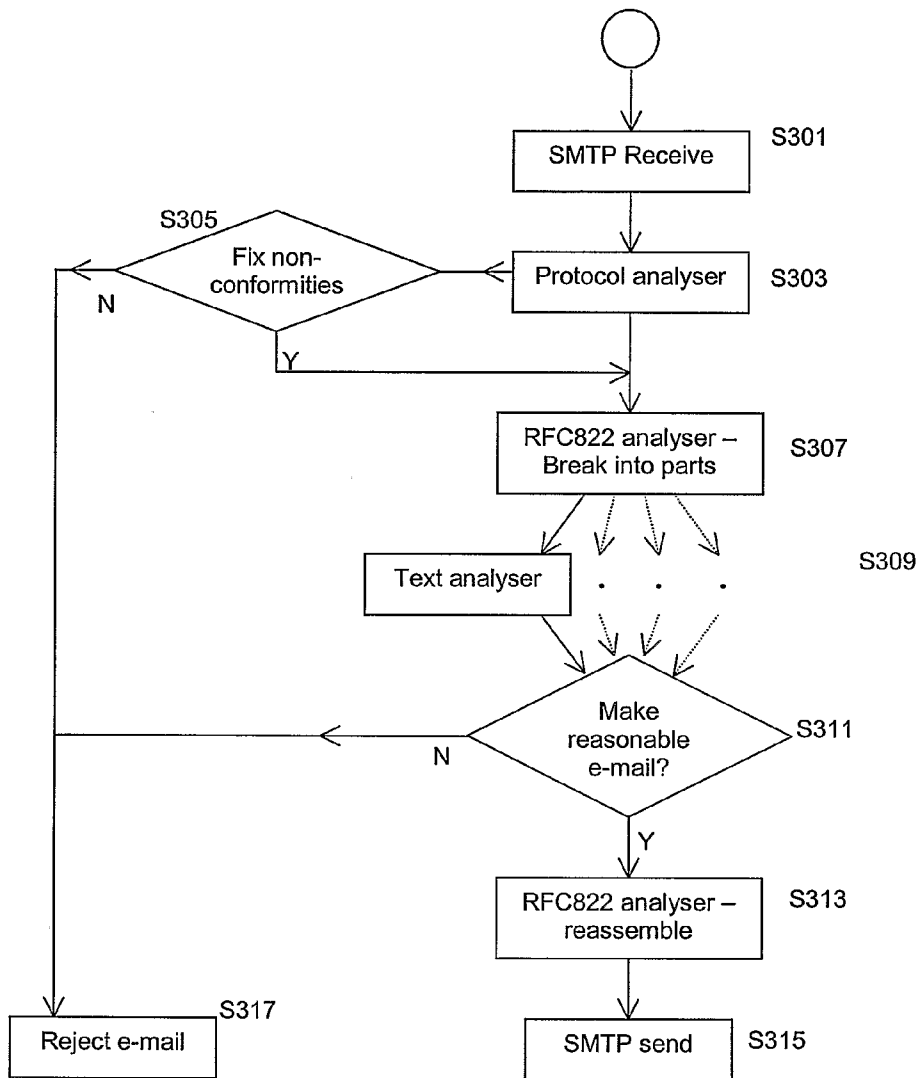 S301
SMTP Receive
S305
Fix non-
conformities
N
Protocol analyser
S303
Y
RFC822 analyser –
Break into parts
S307
Text analyser
S309
Make
reasonable
e-mail?
S311
N
Y
RFC822 analyser –
reassemble
S313
S317
Reject e-mail
SMTP send
S315